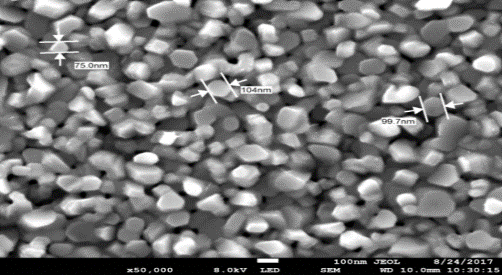 75.0nm
104nm
99.7nm
100nm JEOL 8/24/2017
x50,000 8.0kV LED SEM WD 10.0mm 10:30:15